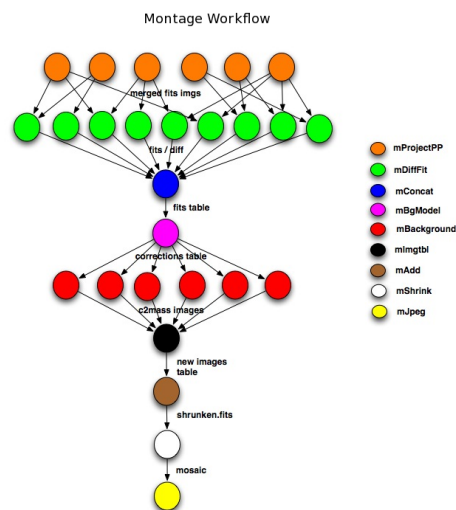 Montage Workflow
merged fits imgs
fits / diff
fits table
corrections table
c2mass images
new images
table
shrunken.fits
mosaic
mProjectPP
mDiffFit
mConcat
mBgModel
mBackground
mImgtbl
mAdd
mShrink
mJpeg